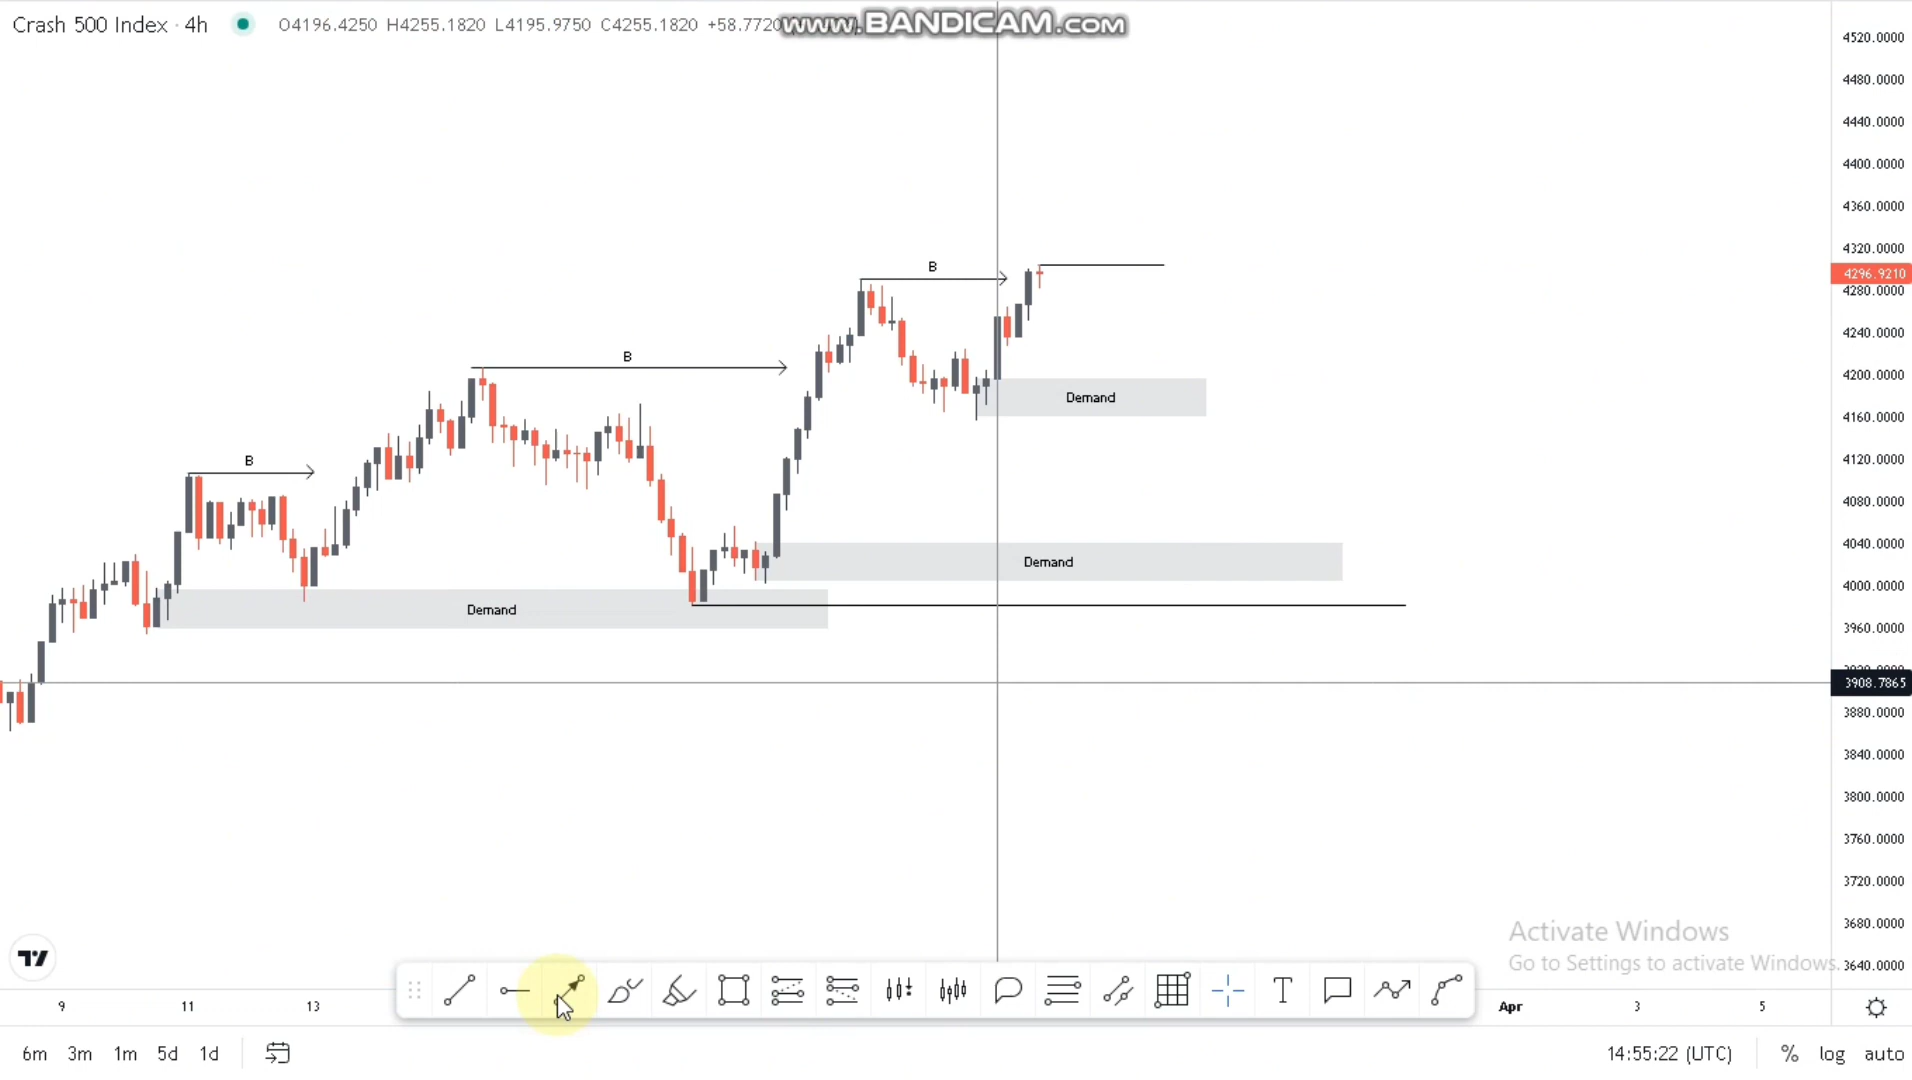 Crash 500 Index · 4h O4196.4250 H4255.1820 L4195.9750 C4255.1820 +58.7720
www.BANDICAM.com
4520.0000
4480.0000
4440.0000
4400.0000
4360.0000
4320.0000
4296.9210
4280.0000
4240.0000
4200.0000
4160.0000
4120.0000
4080.0000
4040.0000
4000.0000
3960.0000
3920.0000
3908.7865
3880.0000
3840.0000
3800.0000
3760.0000
3720.0000
3680.0000
3640.0000
B
B
B
Demand
Demand
Demand
Activate Windows
Go to Settings to activate Windows.
9 11 13 Apr 3 5
6m 3m 1m 5d 1d 14:55:22 (UTC) % log auto